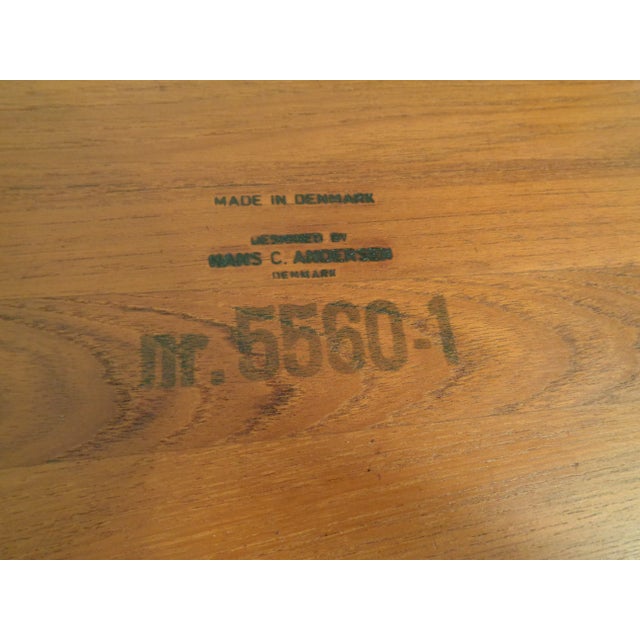 MADE IN DENMARK
DESIGNED BY
HANS C. ANDERSEN
DENMARK
nr. 5560-1